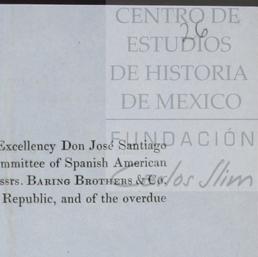 CENTRO DE
26
ESTUDIOS
DE HISTORIA
DE MEXICO
FUNDACIÓN
Carlos Slim
Excellency Don José Santiago
mmittee of Spanish American
ssrs. BARING BROTHERS & Co.
Republic, and of the overdue